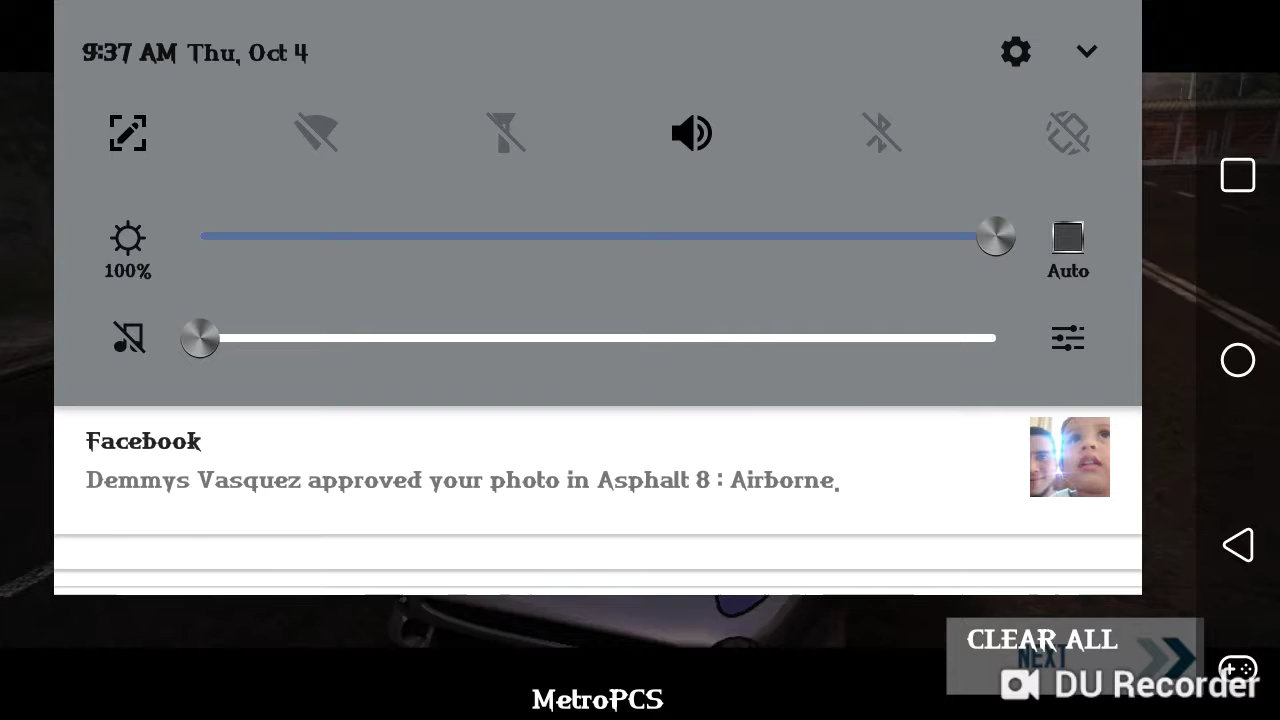 9:37 AM Thu, Oct 4
100%
Auto
Facebook
Demmys Vasquez approved your photo in Asphalt 8 : Airborne.
CLEAR ALL
NEXT
DU Recorder
MetroPCS